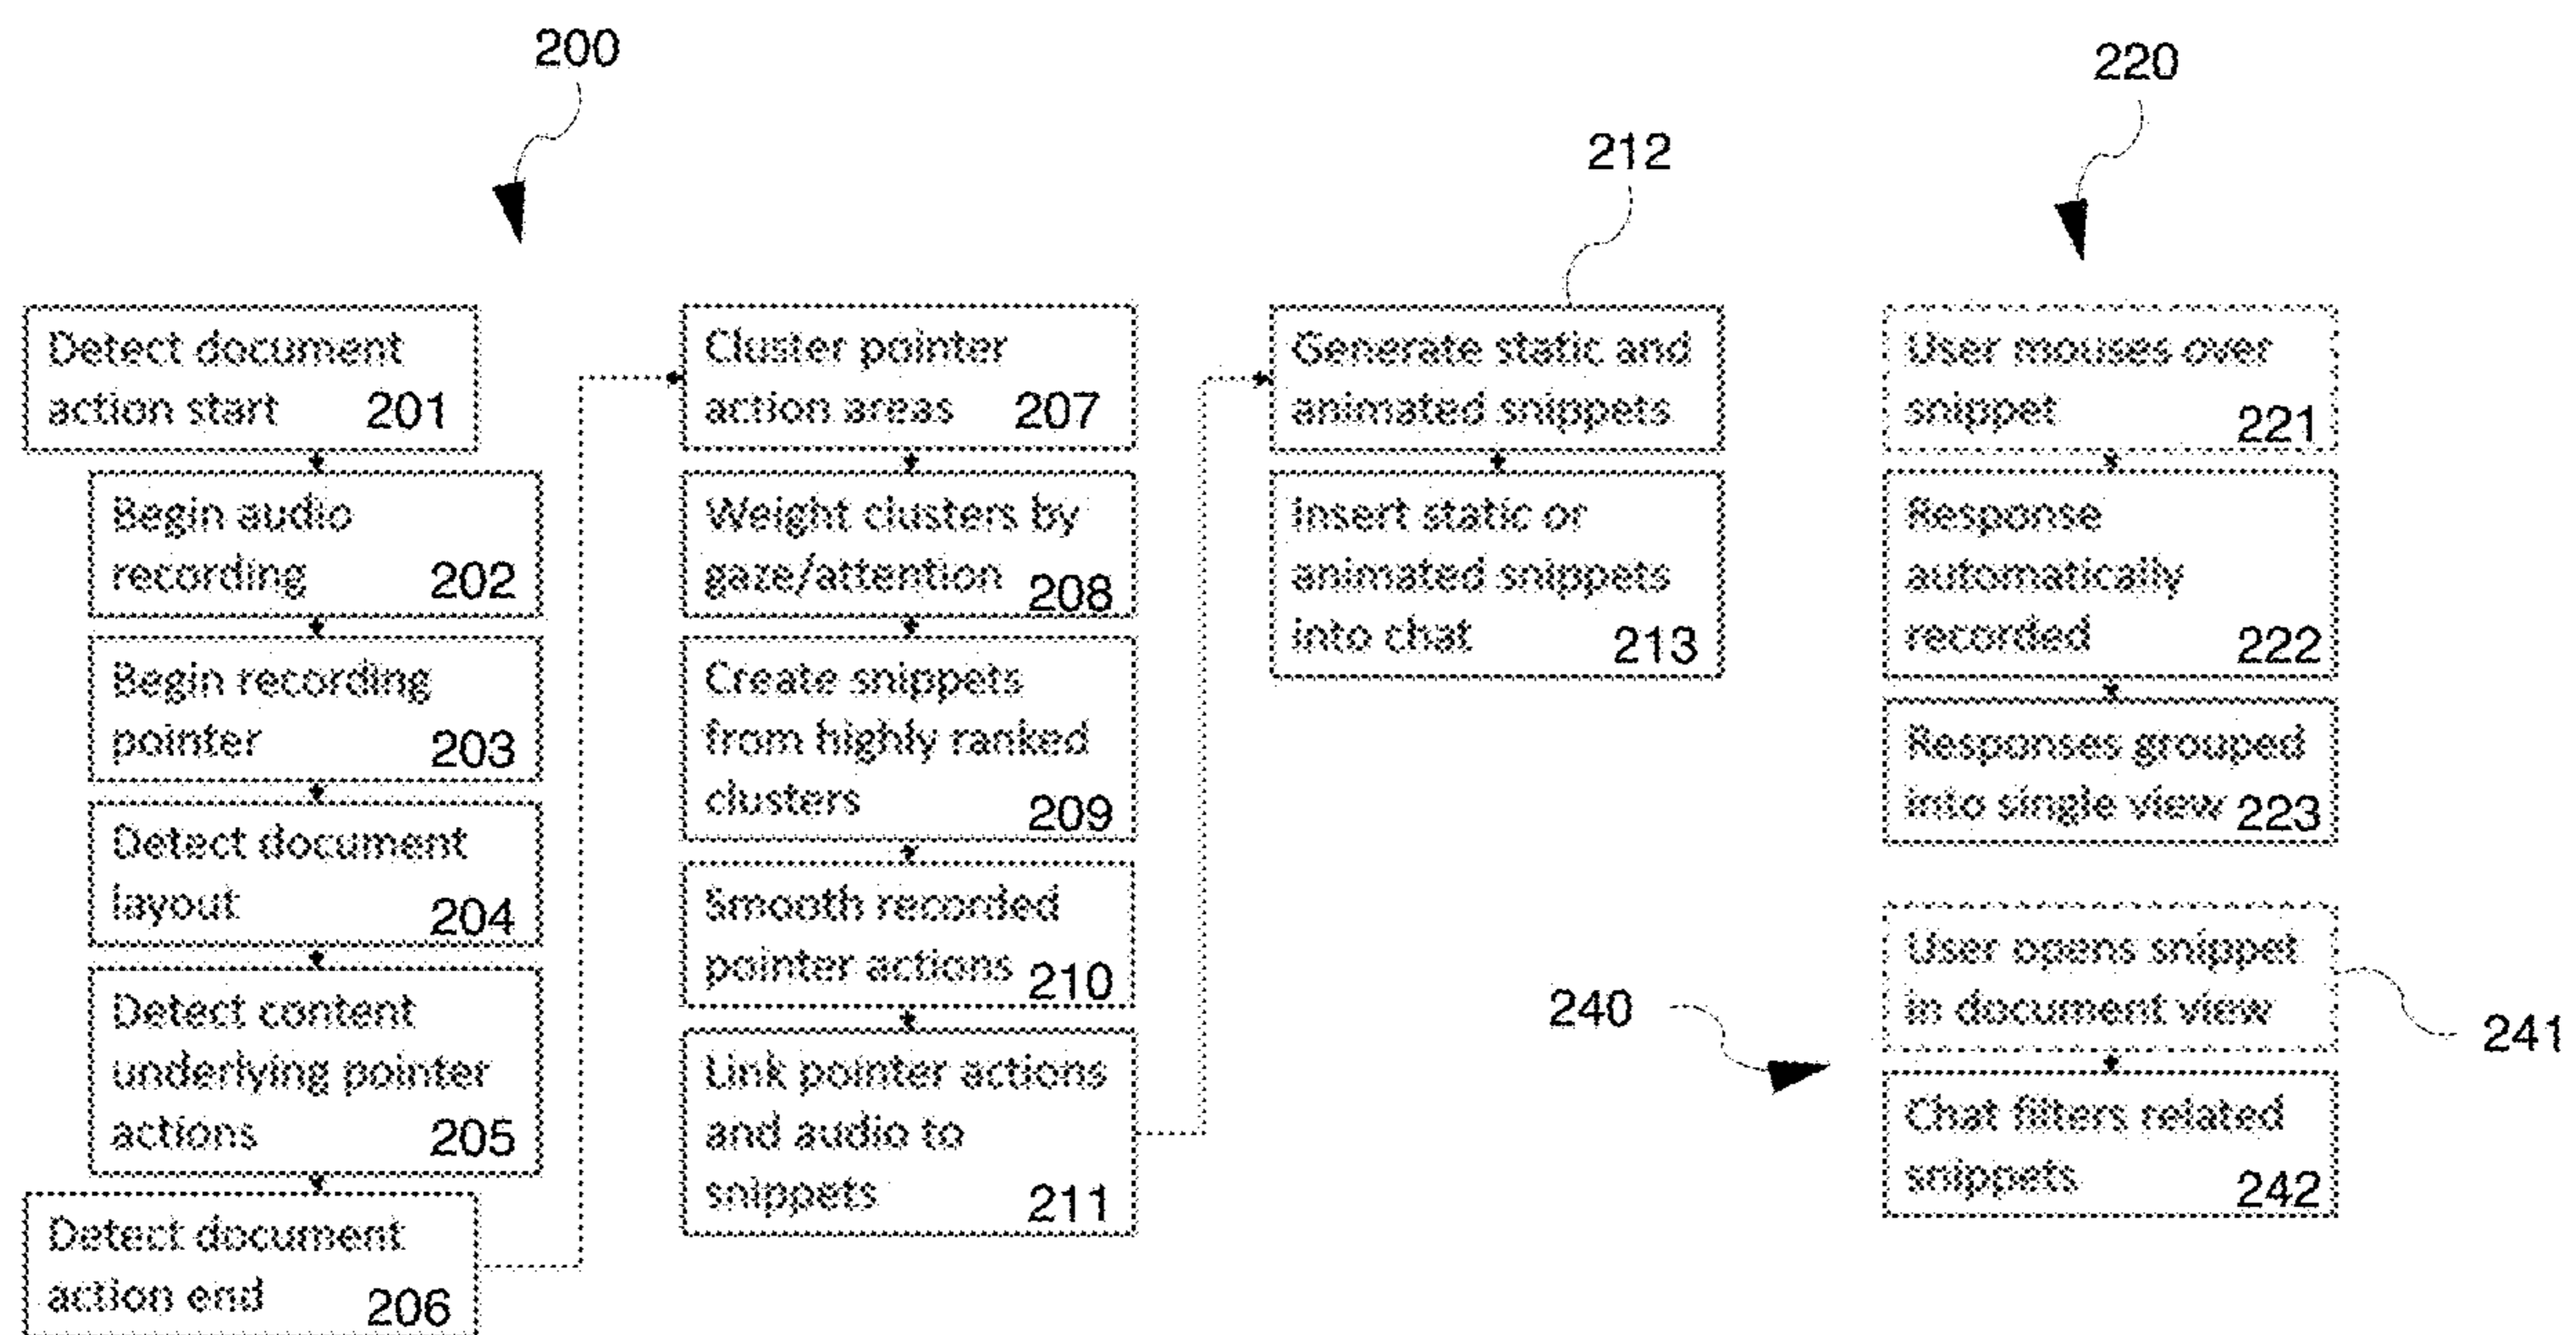 200
Detect document
action start 201
Begin audio
recording 202
Begin recording
pointer 203
Detect document
layout 204
Detect content
underlying pointer
actions 205
Detect document
action end 206
Cluster pointer
action areas 207
Weight clusters by
gaze/attention 208
Create snippets
from highly ranked
clusters 209
Smooth recorded
pointer actions 210
Link pointer actions
and audio to
snippets 211
212
Generate static and
animated snippets
Insert static or
animated snippets
into chat 213
220
User mouses over
snippet 221
Response
automatically
recorded 222
Responses grouped
into single view 223
240
User opens snippet
in document view
241
Chat filters related
snippets 242